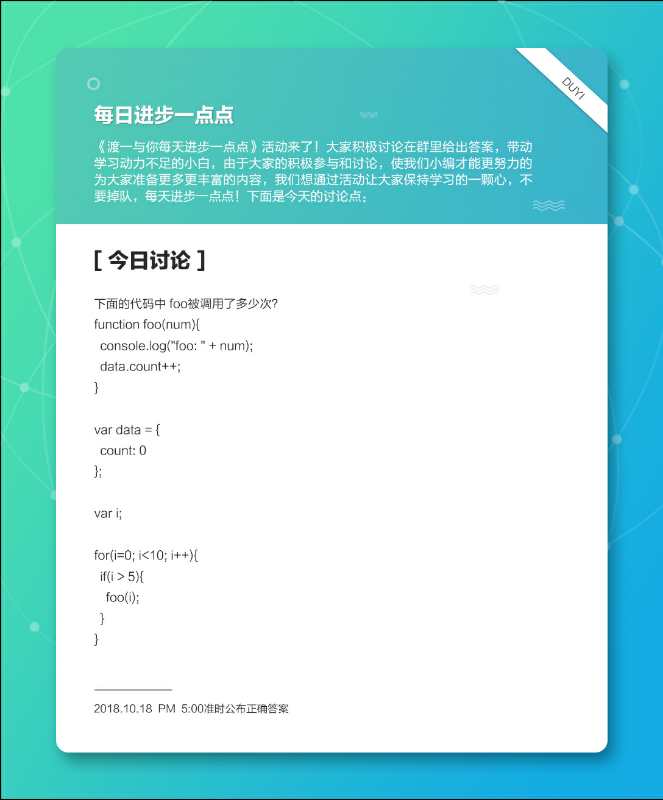 DUYI
每日进步一点点
《渡一与你每天进步一点点》活动来了！大家积极讨论在群里给出答案，带动
学习动力不足的小白，由于大家的积极参与和讨论，使我们小编才能更努力的
为大家准备更多更丰富的内容，我们想通过活动让大家保持学习的一颗心，不
要掉队，每天进步一点点！下面是今天的讨论点：
[ 今日讨论 ]
下面的代码中 foo被调用了多少次？
function foo(num){
  console.log("foo: " + num);
  data.count++;
}
var data = {
  count: 0
};
var i;
for(i=0; i<10; i++){
  if(i > 5){
    foo(i);
  }
}
2018.10.18 PM 5:00准时公布正确答案